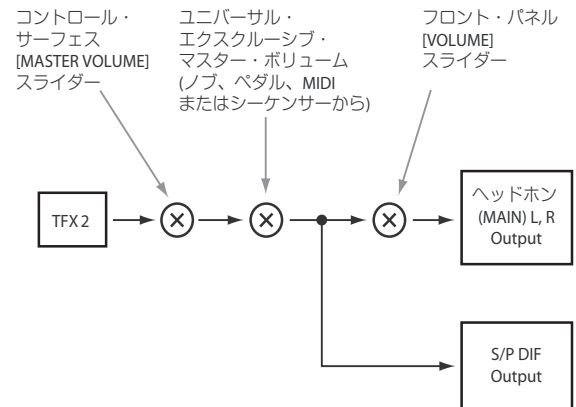 コントロール・
サーフェス
[MASTER VOLUME]
スライダー
ユニバーサル・
エクスクルーシブ・
マスター・ボリューム
(ノブ、ペダル、MIDI
またはシーケンサーから)
フロント・パネル
[VOLUME]
スライダー
TFX 2
ヘッドホン
(MAIN) L, R
Output
S/P DIF
Output